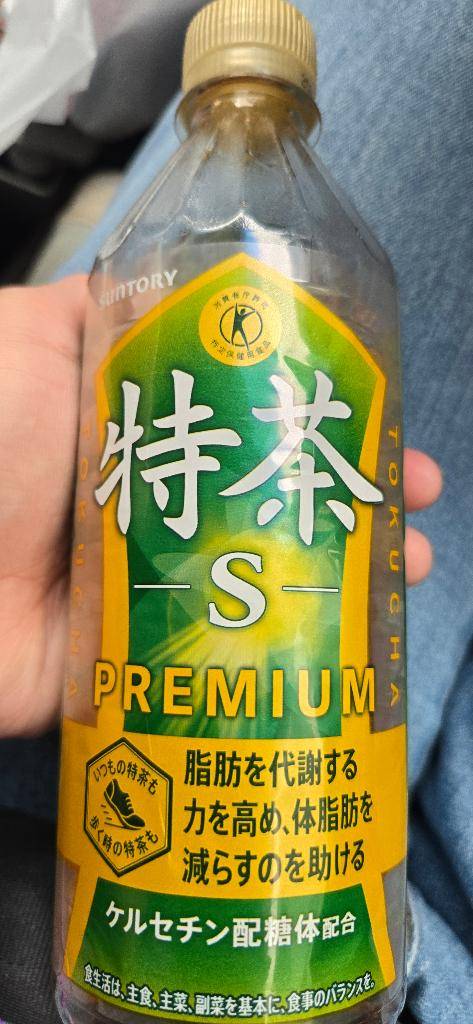 SUNTORY
消費者庁許可
特定保健用食品
特茶
S
PREMIUM
TOKUCHA
TOKUCHA
いつもの特茶も
歩く時の特茶も
脂肪を代謝する
力を高め、体脂肪を
減らすのを助ける
ケルセチン配糖体配合
食生活は、主食、主菜、副菜を基本に、食事のバランスを。